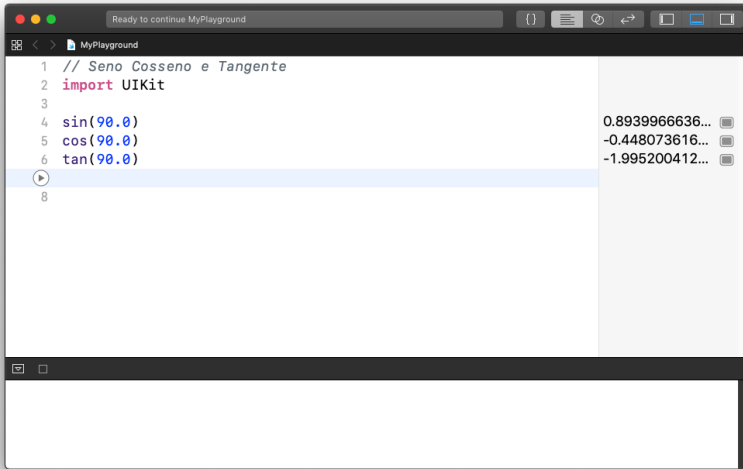 Ready to continue MyPlayground
{ }
MyPlayground
1 // Seno Cosseno e Tangente
2 import UIKit
3
4 sin(90.0) 0.8939966636...
5 cos(90.0) -0.448073616...
6 tan(90.0) -1.995200412...
8